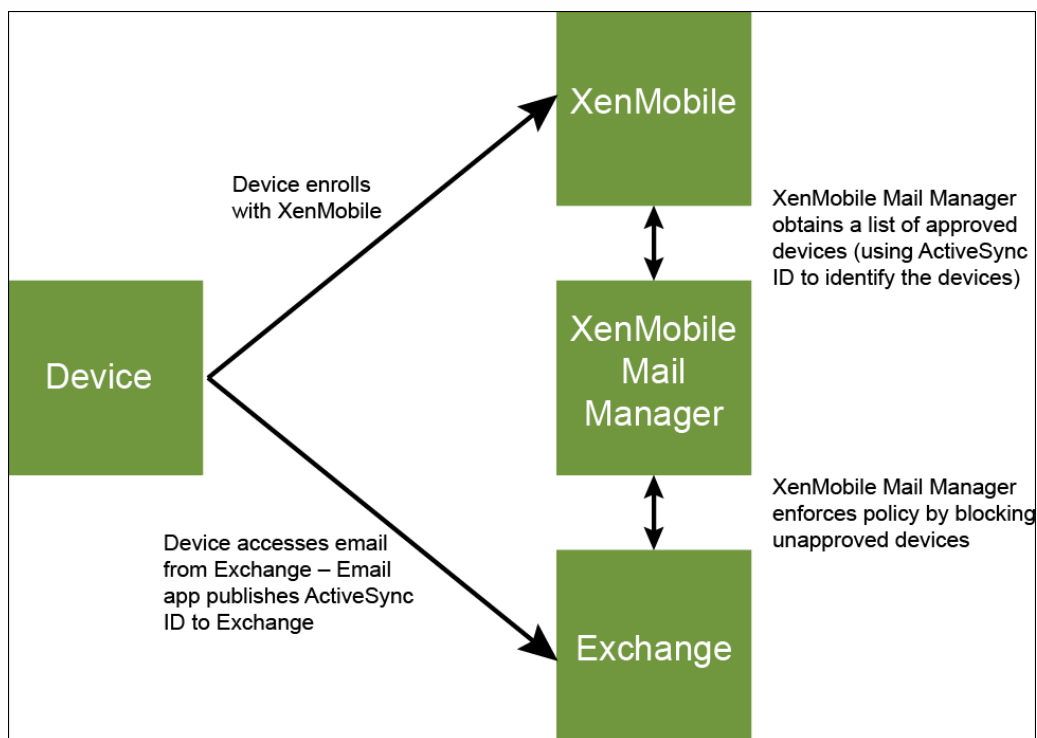 XenMobile
Device enrolls
with XenMobile
XenMobile Mail Manager
obtains a list of approved
devices (using ActiveSync
ID to identify the devices)
Device
XenMobile
Mail
Manager
XenMobile Mail Manager
enforces policy by blocking
unapproved devices
Device accesses email
from Exchange – Email
app publishes ActiveSync
ID to Exchange
Exchange